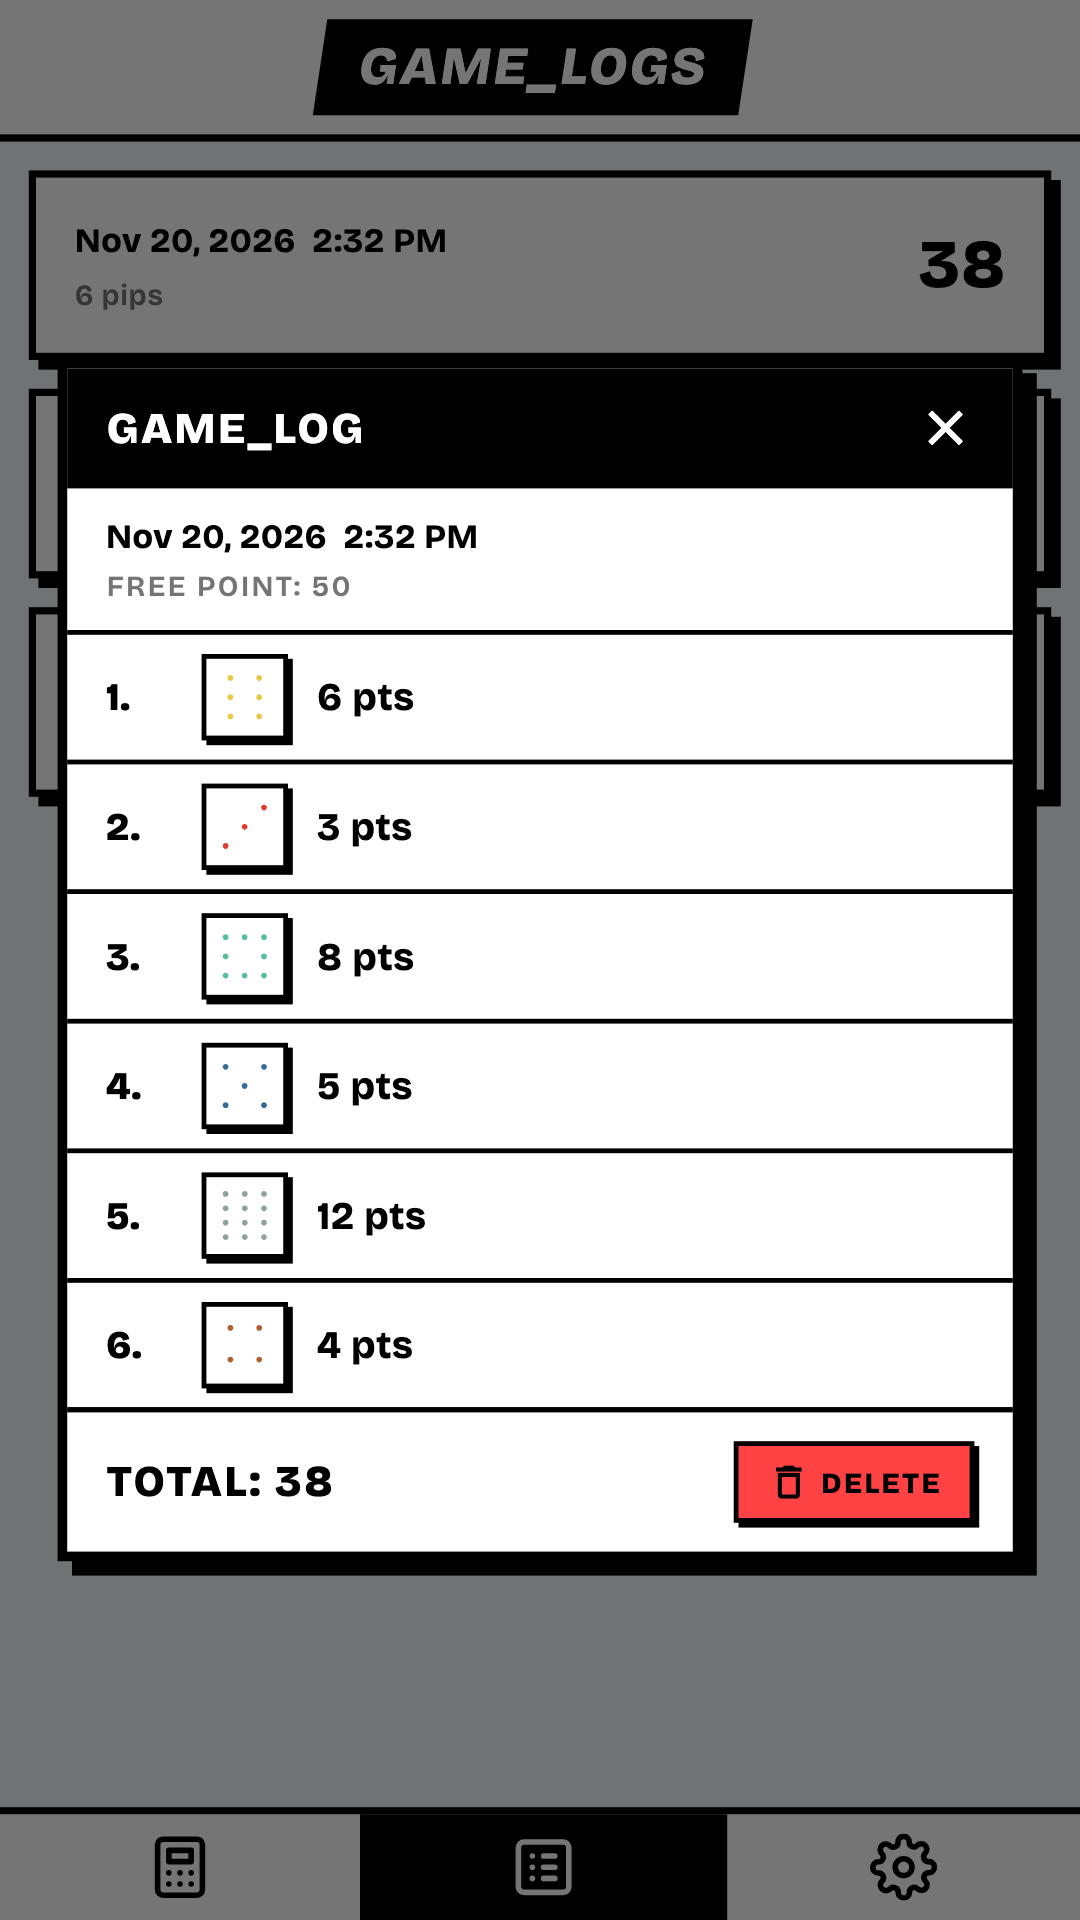 GAME_LOGS
Nov 20, 2026  2:32 PM
6 pips
38
GAME_LOG
Nov 20, 2026  2:32 PM
FREE POINT: 50
1. 6 pts
2. 3 pts
3. 8 pts
4. 5 pts
5. 12 pts
6. 4 pts
TOTAL: 38
DELETE